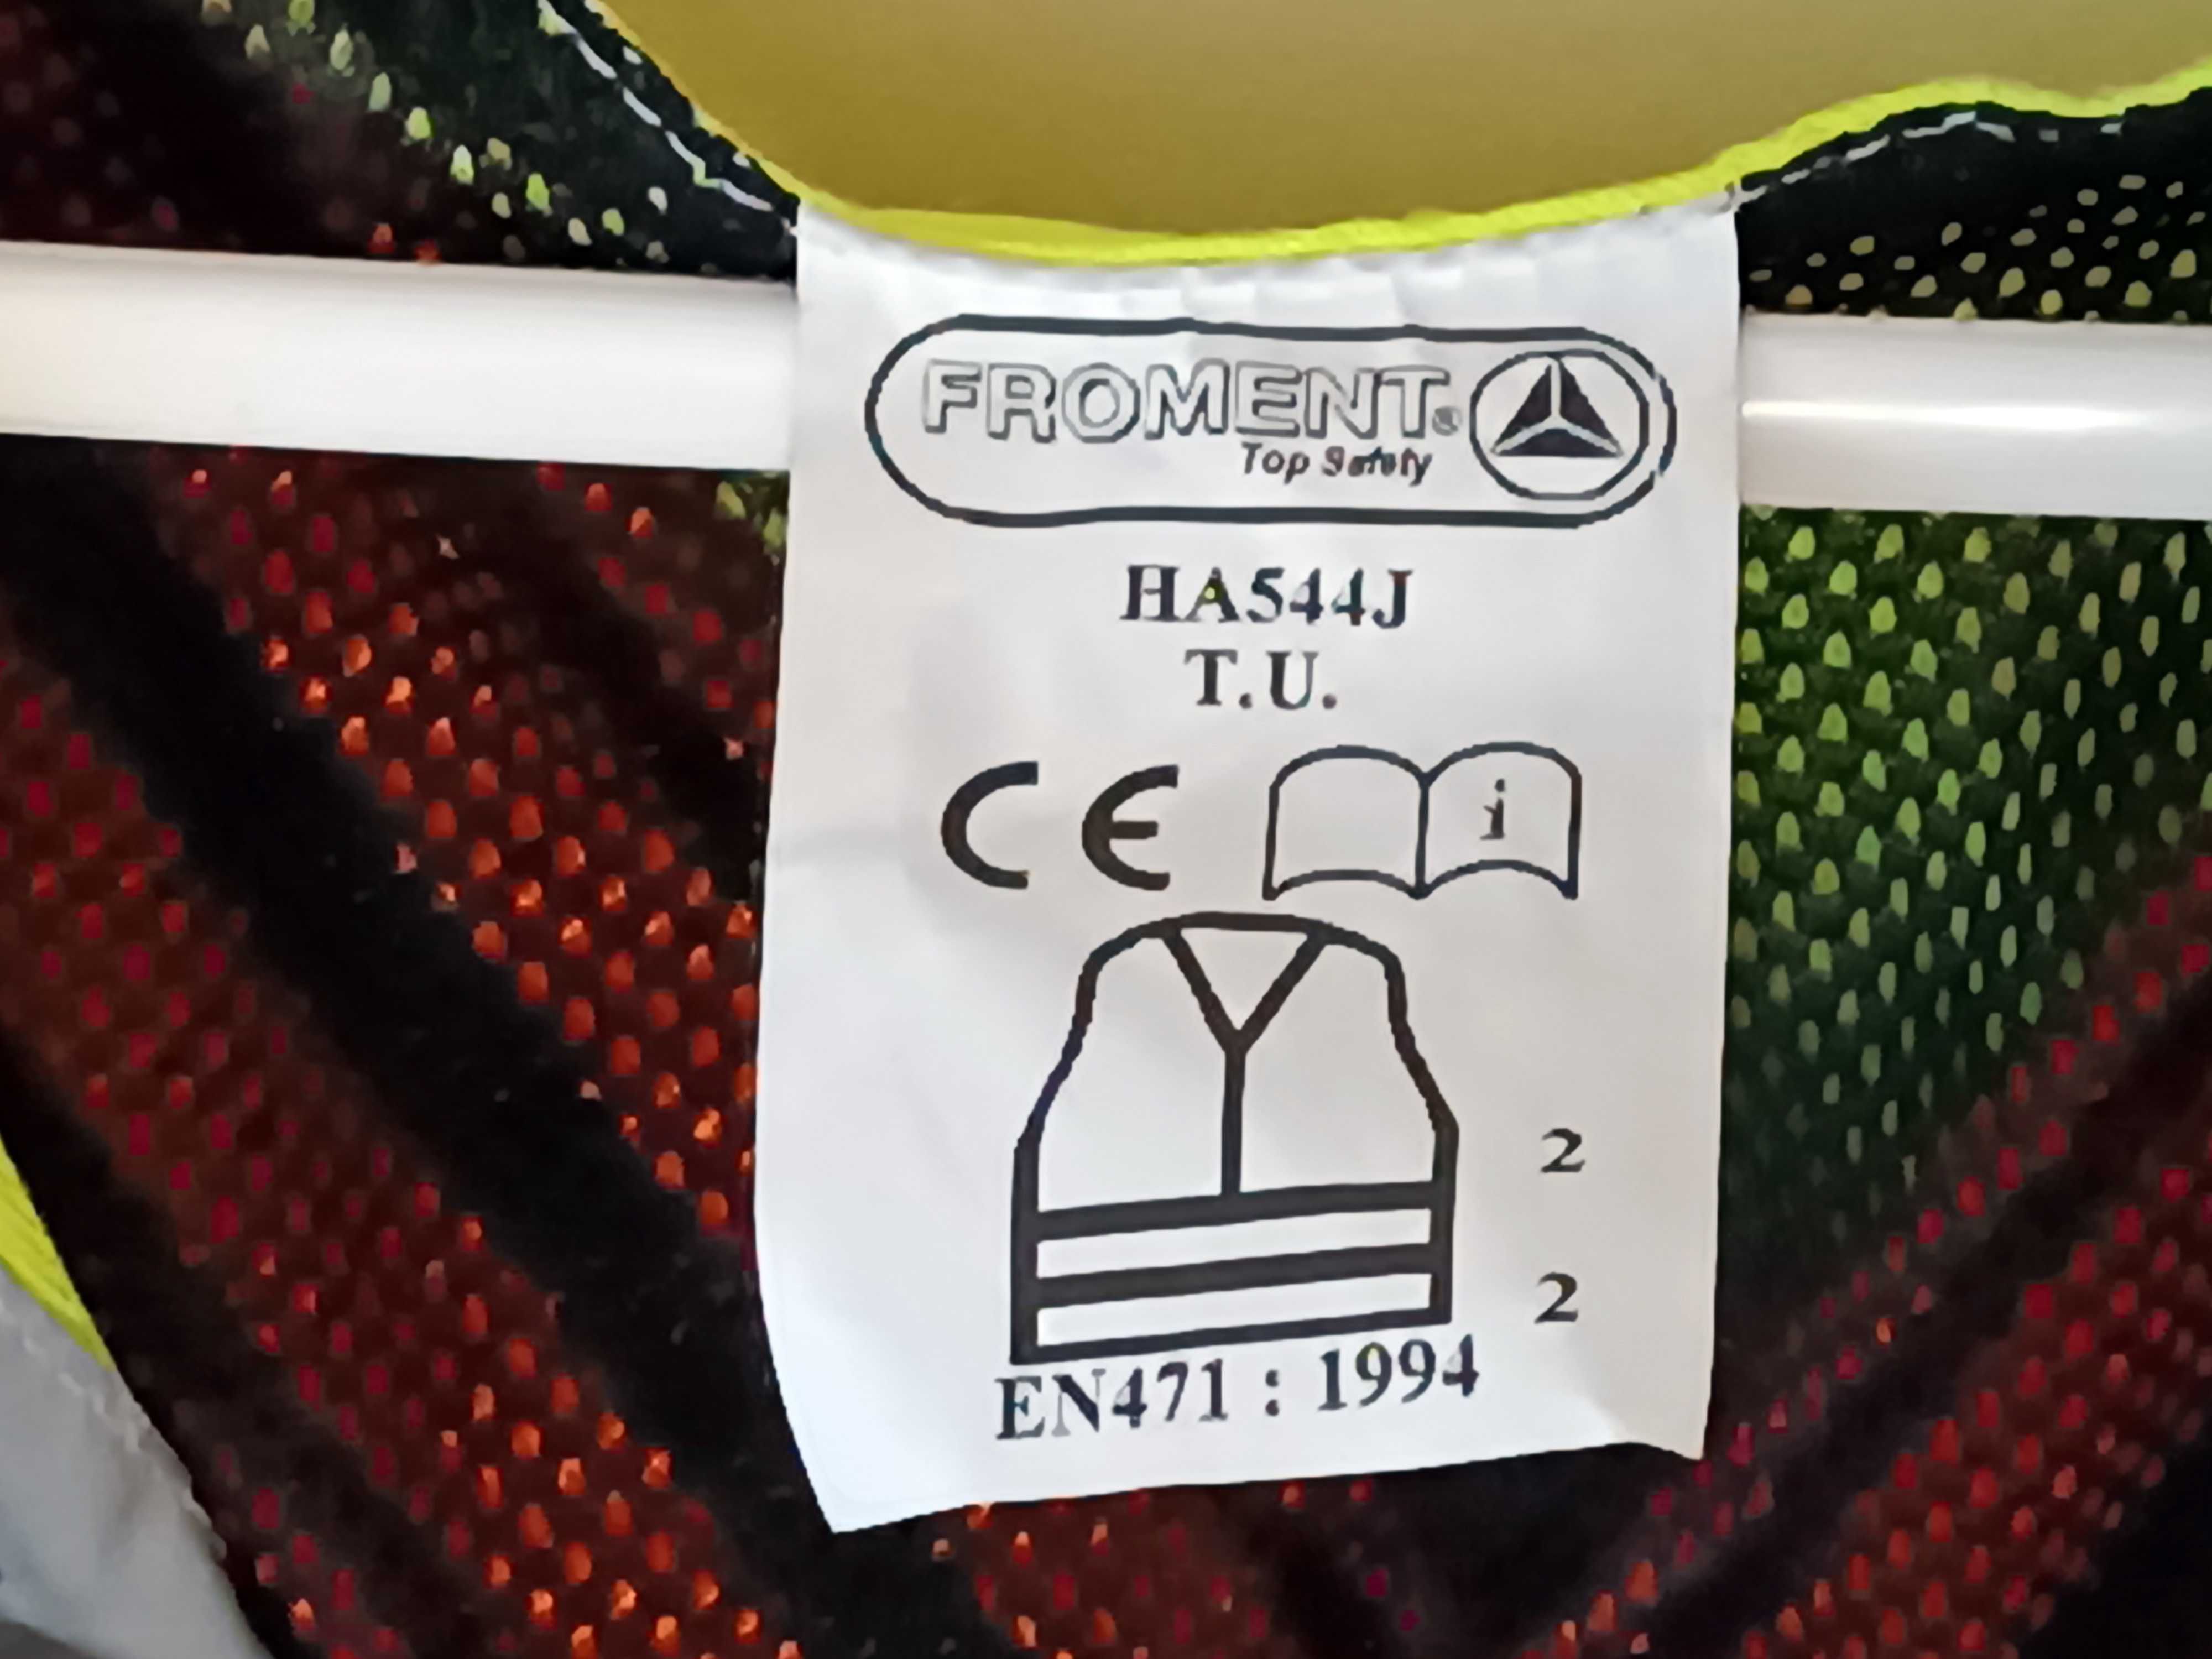 FROMENT®
Top Safety
HA544J
T.U.
CE i
2
2
EN471 : 1994